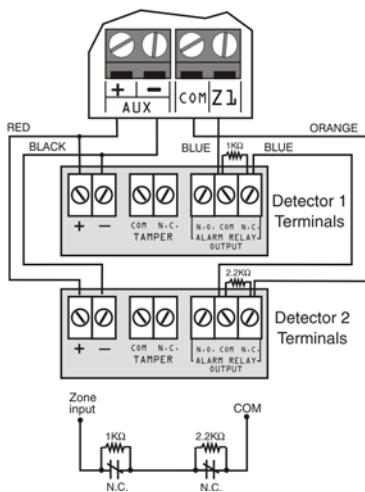 + − COM Z1
AUX
RED ORANGE
BLACK BLUE 1KΩ BLUE
+ − COM N.C. N.O. COM N.C.
TAMPER ALARM RELAY
OUTPUT
Detector 1
Terminals
2.2KΩ
+ − COM N.C. N.O. COM N.C.
TAMPER ALARM RELAY
OUTPUT
Detector 2
Terminals
Zone
input
COM
1KΩ 2.2KΩ
N.C. N.C.